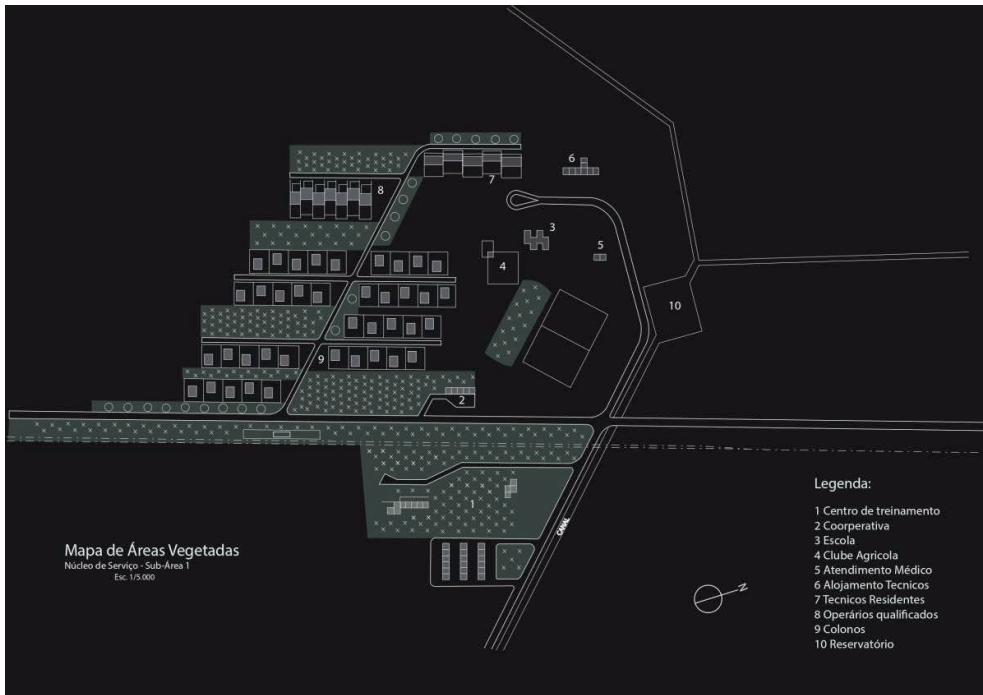 6
7
8
3
5
4
10
9
2
1
CANAL
N
Mapa de Áreas Vegetadas
Núcleo de Serviço - Sub-Área 1
Esc. 1/5.000
Legenda:
1 Centro de treinamento
2 Coorperativa
3 Escola
4 Clube Agricola
5 Atendimento Médico
6 Alojamento Tecnicos
7 Tecnicos Residentes
8 Operários qualificados
9 Colonos
10 Reservatório